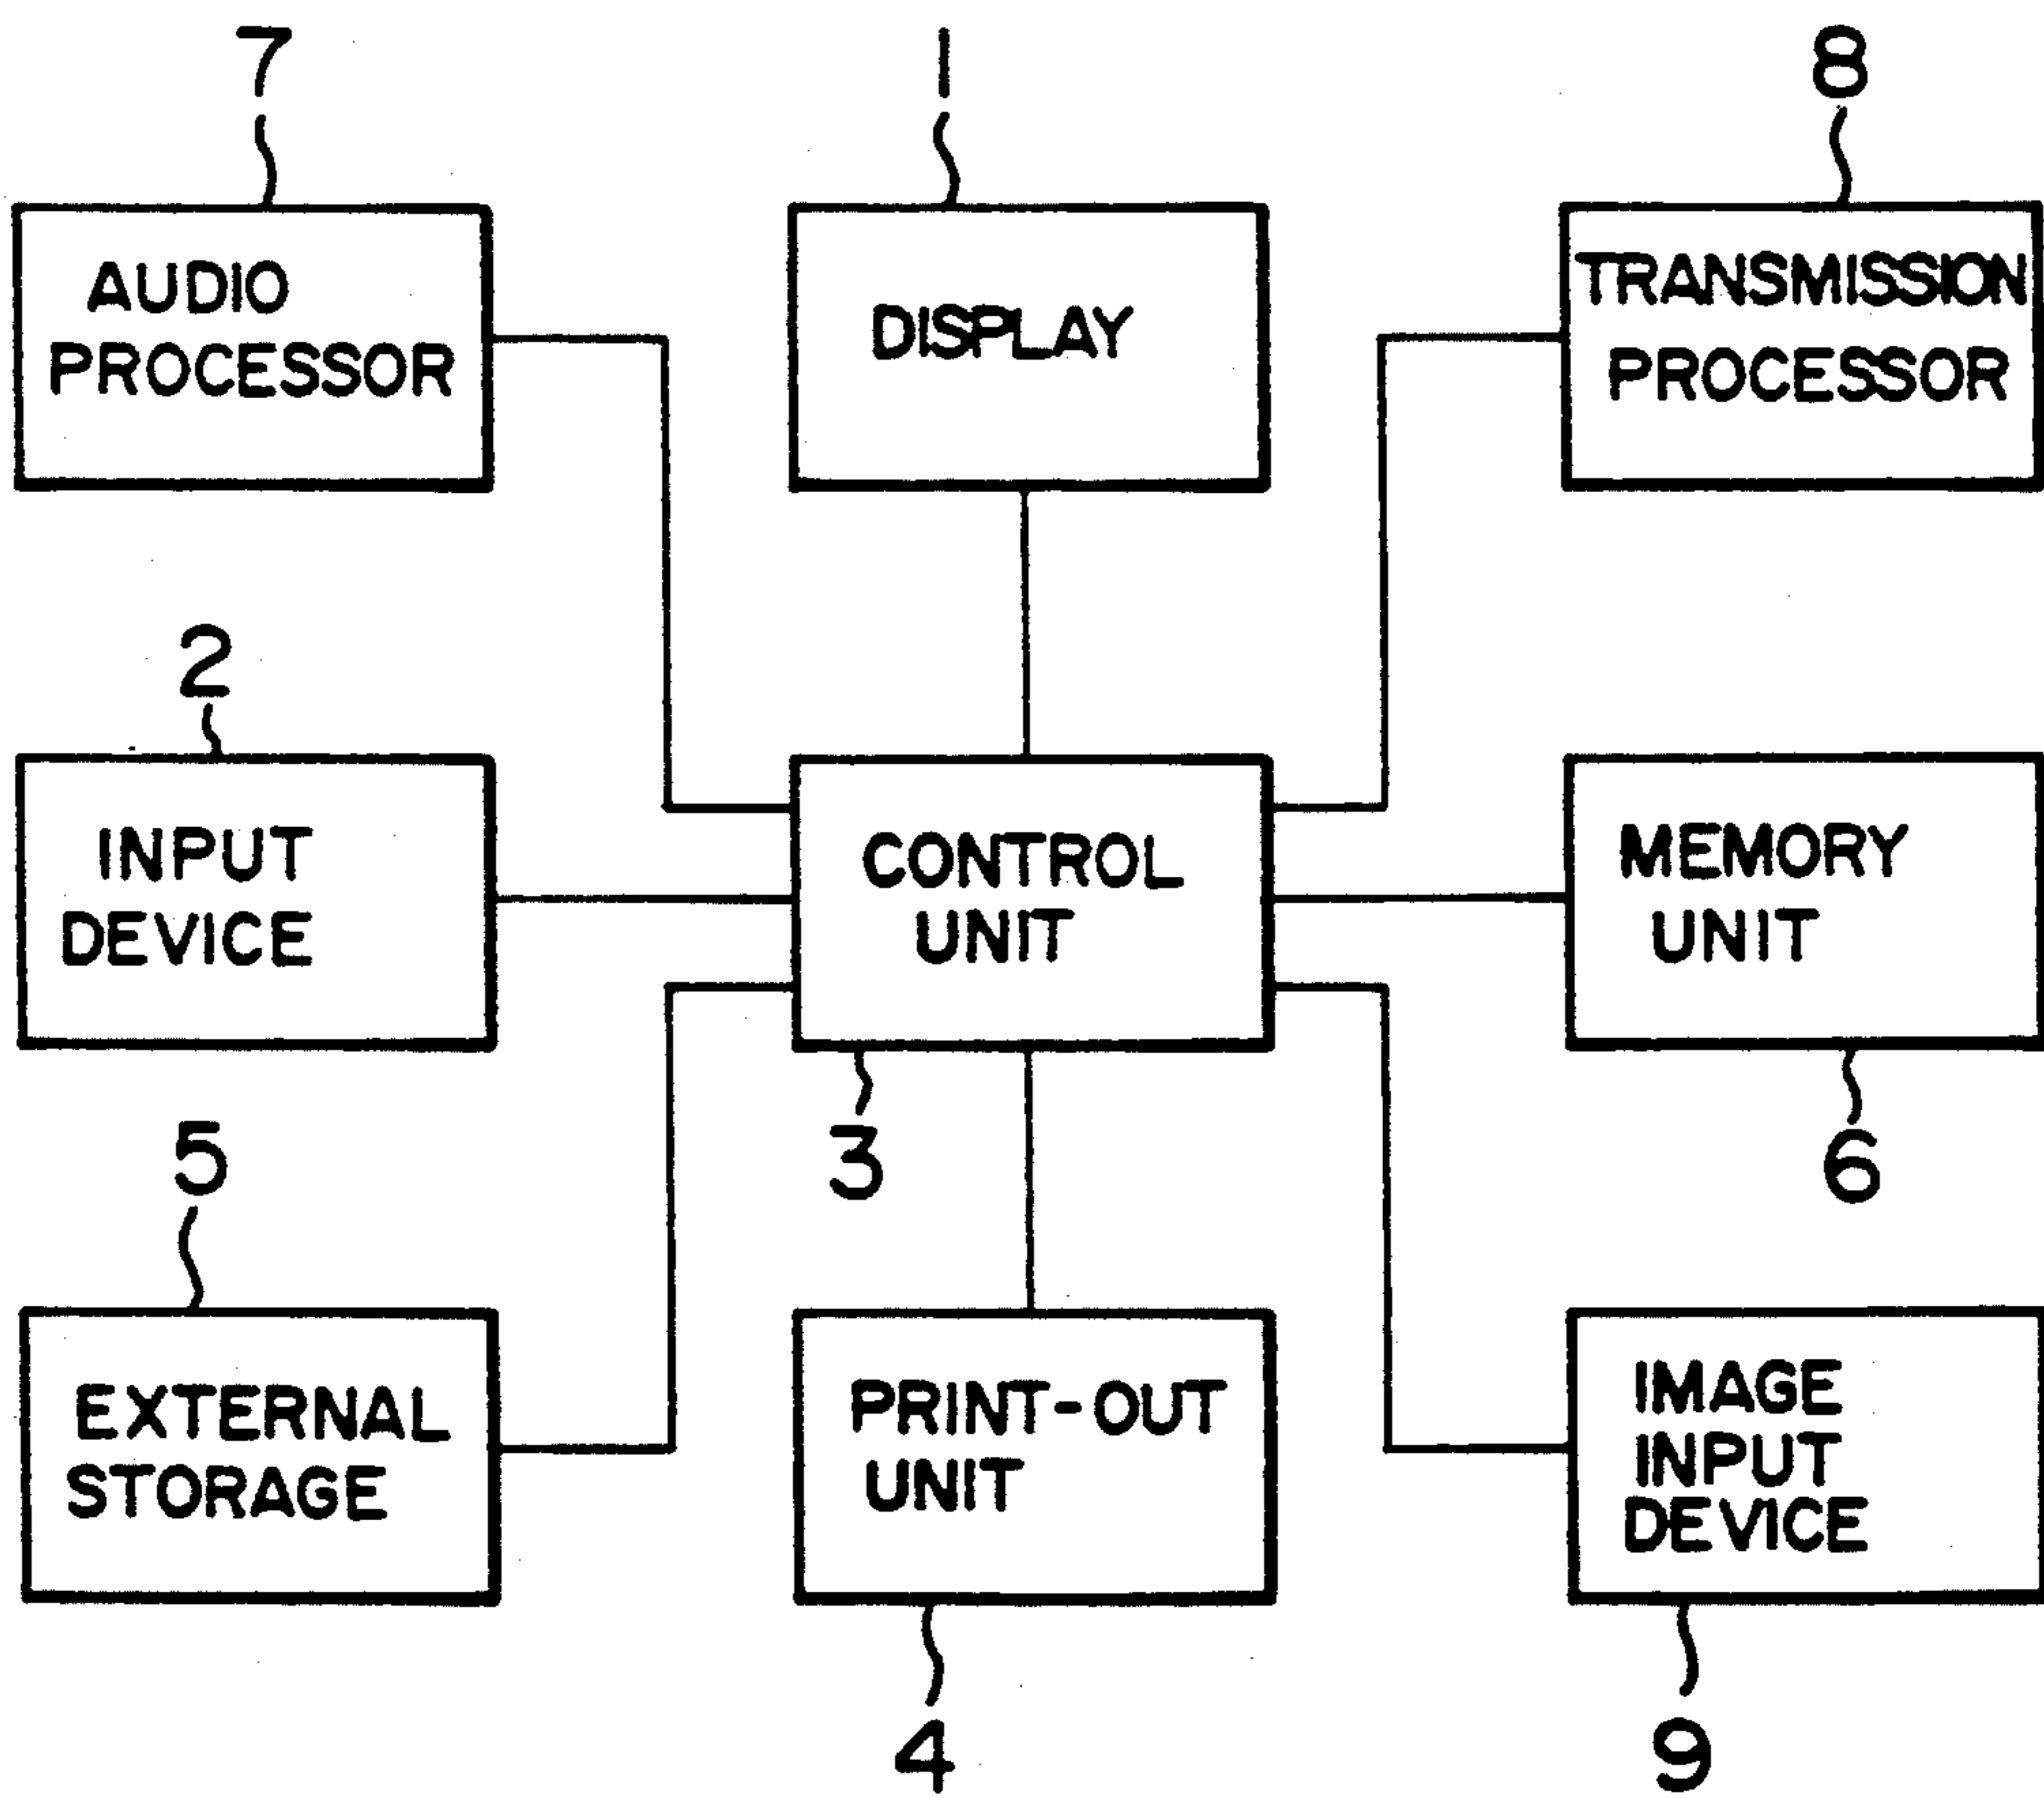 7
1
8
AUDIO
PROCESSOR
DISPLAY
TRANSMISSION
PROCESSOR
2
INPUT
DEVICE
CONTROL
UNIT
MEMORY
UNIT
5
3
6
EXTERNAL
STORAGE
PRINT-OUT
UNIT
IMAGE
INPUT
DEVICE
4
9